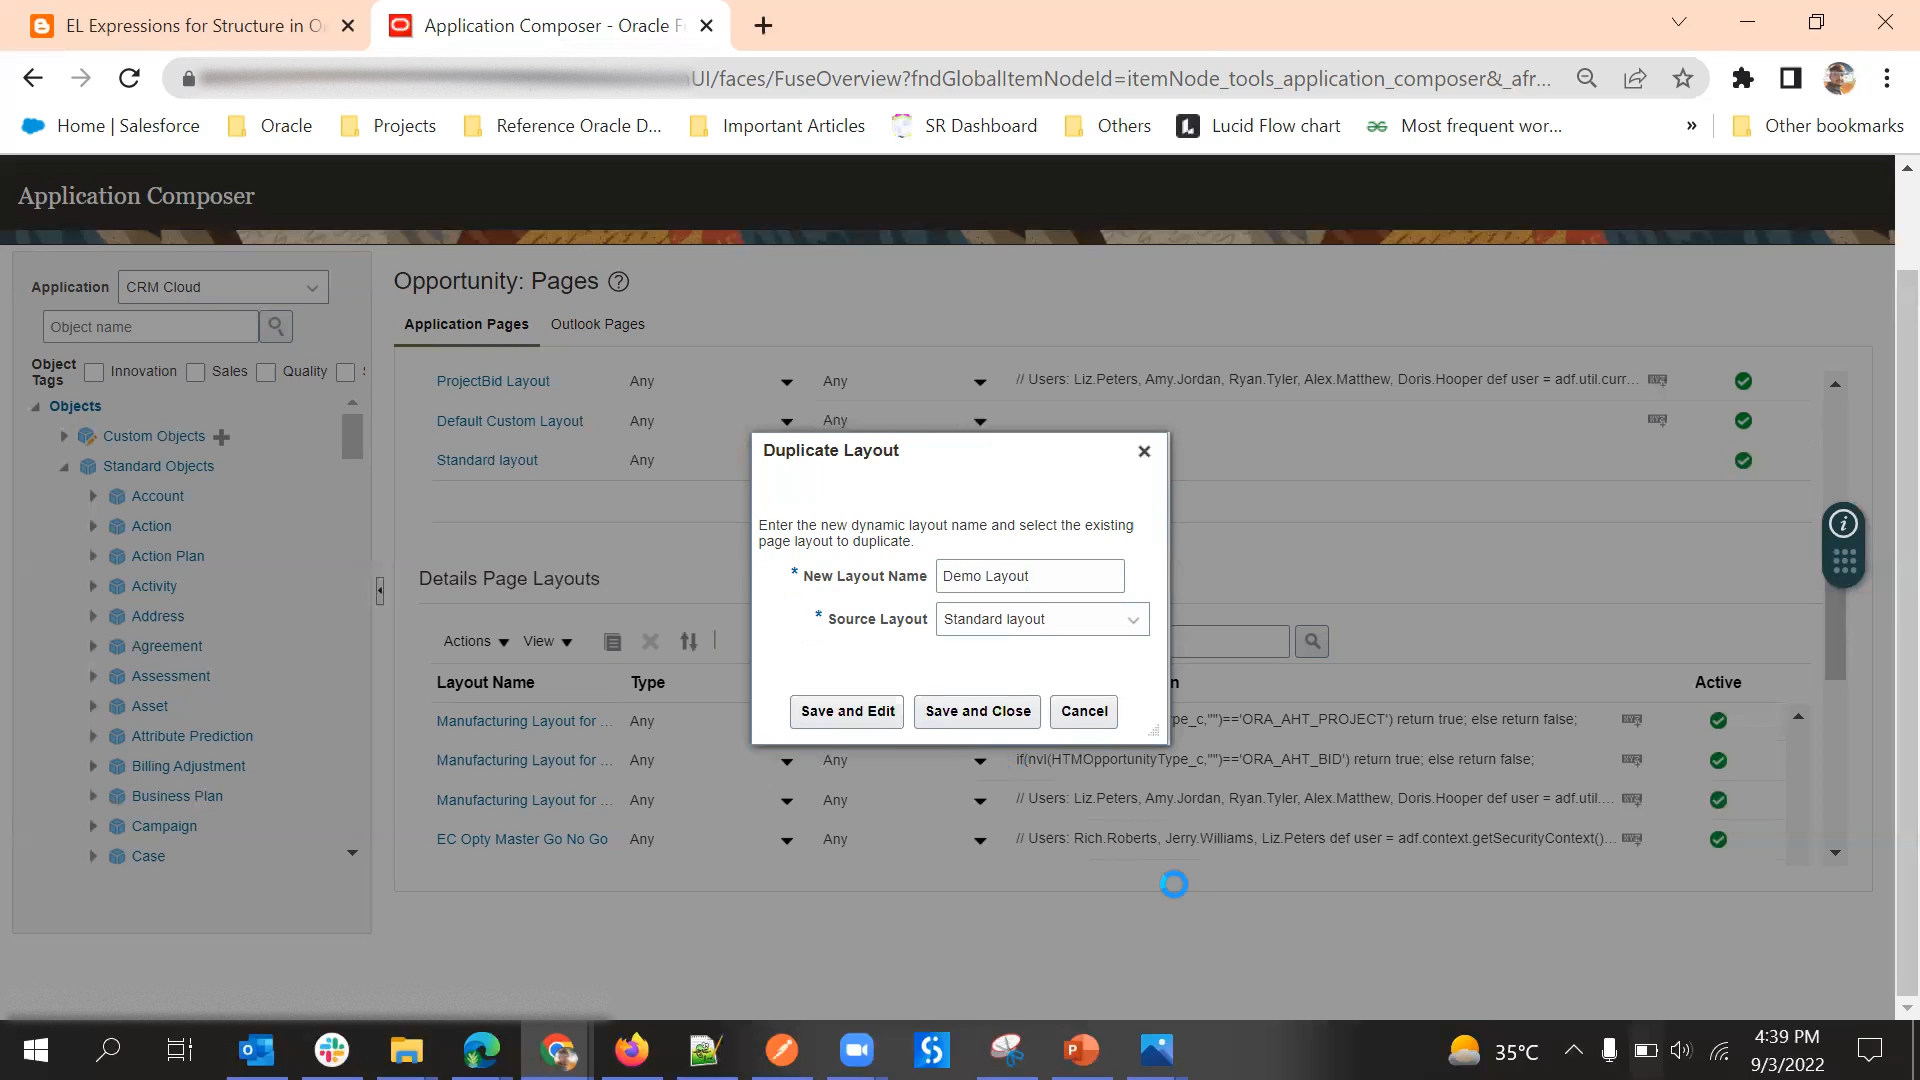 EL Expressions for Structure in O
Application Composer - Oracle F
UI/faces/FuseOverview?fndGlobalItemNodeId=itemNode_tools_application_composer&_afr...
Home | Salesforce
Oracle
Projects
Reference Oracle D...
Important Articles
SR Dashboard
Others
Lucid Flow chart
Most frequent wor...
»
Other bookmarks
Application Composer
Application
CRM Cloud
Object name
Object Tags
Innovation
Sales
Quality
Objects
Custom Objects
Standard Objects
Account
Action
Action Plan
Activity
Address
Agreement
Assessment
Asset
Attribute Prediction
Billing Adjustment
Business Plan
Campaign
Case
Opportunity: Pages
Application Pages
Outlook Pages
ProjectBid Layout Any Any // Users: Liz.Peters, Amy.Jordan, Ryan.Tyler, Alex.Matthew, Doris.Hooper def user = adf.util.curr...
Default Custom Layout Any Any
Standard layout Any
Details Page Layouts
Actions View
Layout Name Type Active
Manufacturing Layout for ... Any pe_c,"")=='ORA_AHT_PROJECT') return true; else return false;
Manufacturing Layout for ... Any Any if(nvl(HTMOpportunityType_c,"")=='ORA_AHT_BID') return true; else return false;
Manufacturing Layout for ... Any Any // Users: Liz.Peters, Amy.Jordan, Ryan.Tyler, Alex.Matthew, Doris.Hooper def user = adf.util....
EC Opty Master Go No Go Any Any // Users: Rich.Roberts, Jerry.Williams, Liz.Peters def user = adf.context.getSecurityContext()...
Duplicate Layout
Enter the new dynamic layout name and select the existing
page layout to duplicate.
* New Layout Name Demo Layout
* Source Layout Standard layout
Save and Edit
Save and Close
Cancel
35°C
4:39 PM
9/3/2022